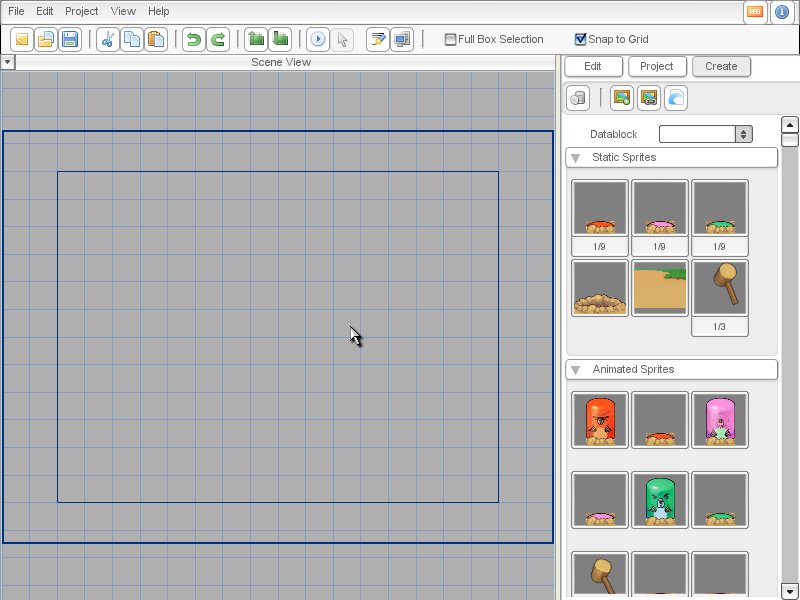 File Edit Project View Help
Full Box Selection Snap to Grid
Scene View
Edit Project Create
Datablock
Static Sprites
1/9 1/9 1/9
1/3
Animated Sprites